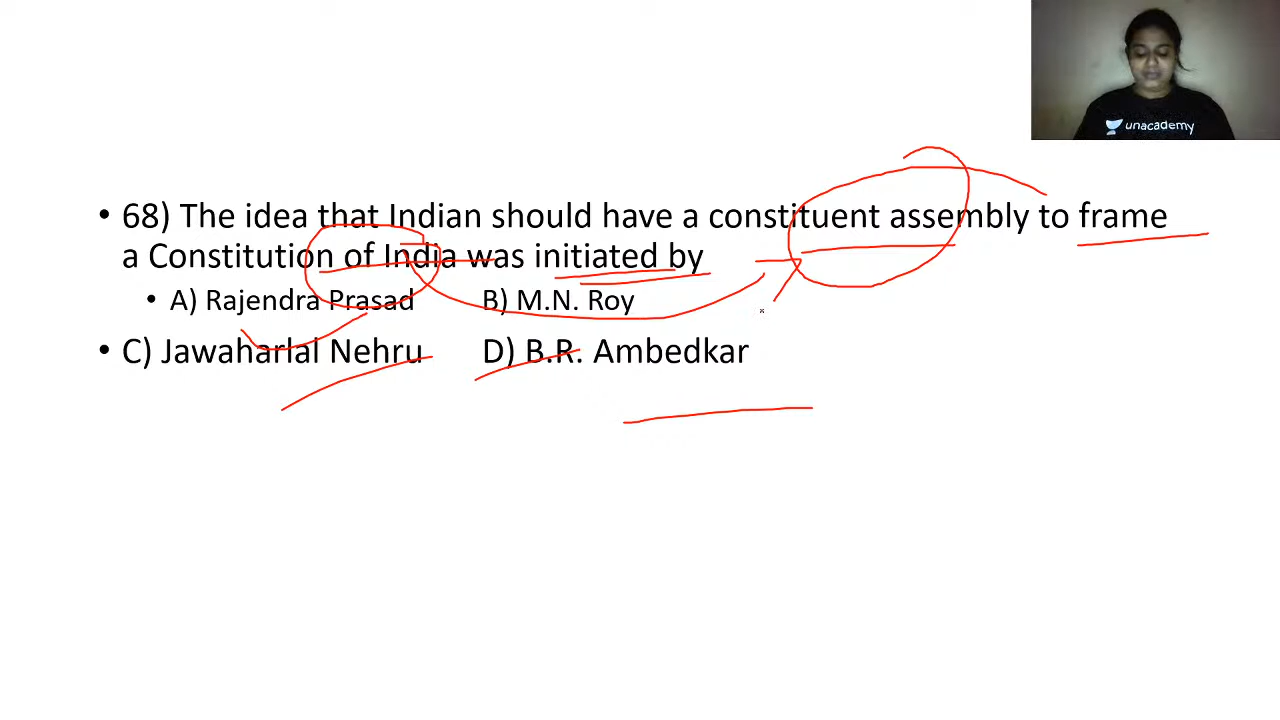 unacademy
• 68) The idea that Indian should have a constituent assembly to frame
a Constitution of India was initiated by
• A) Rajendra Prasad B) M.N. Roy
• C) Jawaharlal Nehru D) B.R. Ambedkar